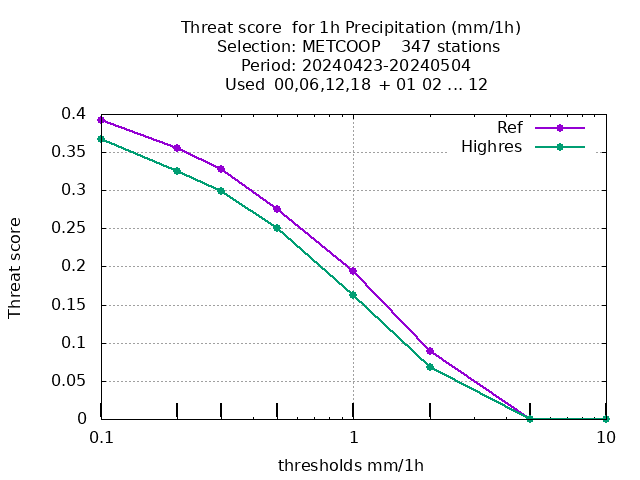 Threat score  for 1h Precipitation (mm/1h)
Selection: METCOOP    347 stations
Period: 20240423-20240504
Used  00,06,12,18 + 01 02 ... 12
Ref
Highres
0.4
0.35
0.3
0.25
0.2
0.15
0.1
0.05
0
Threat score
0.1
1
10
thresholds mm/1h